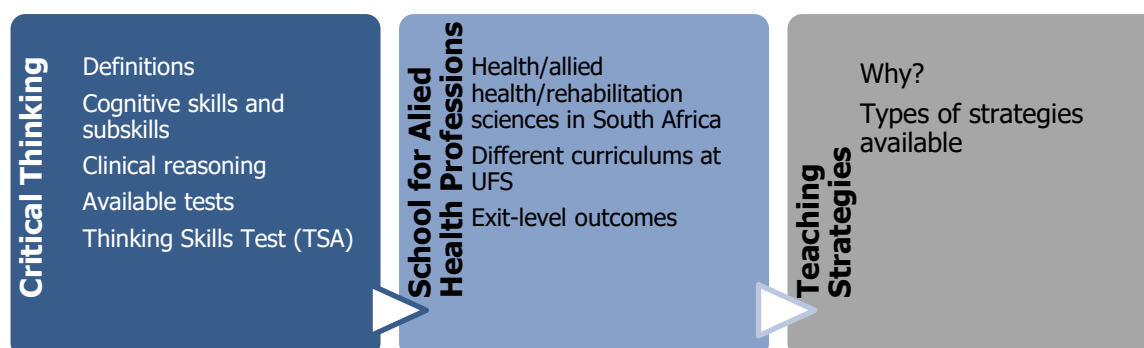 Critical Thinking
Definitions
Cognitive skills and
subskills
Clinical reasoning
Available tests
Thinking Skills Test (TSA)
School for Alied
Health Professions
Health/allied
health/rehabilitation
sciences in South Africa
Different curriculums at
UFS
Exit-level outcomes
Teaching
Strategies
Why?
Types of strategies
available